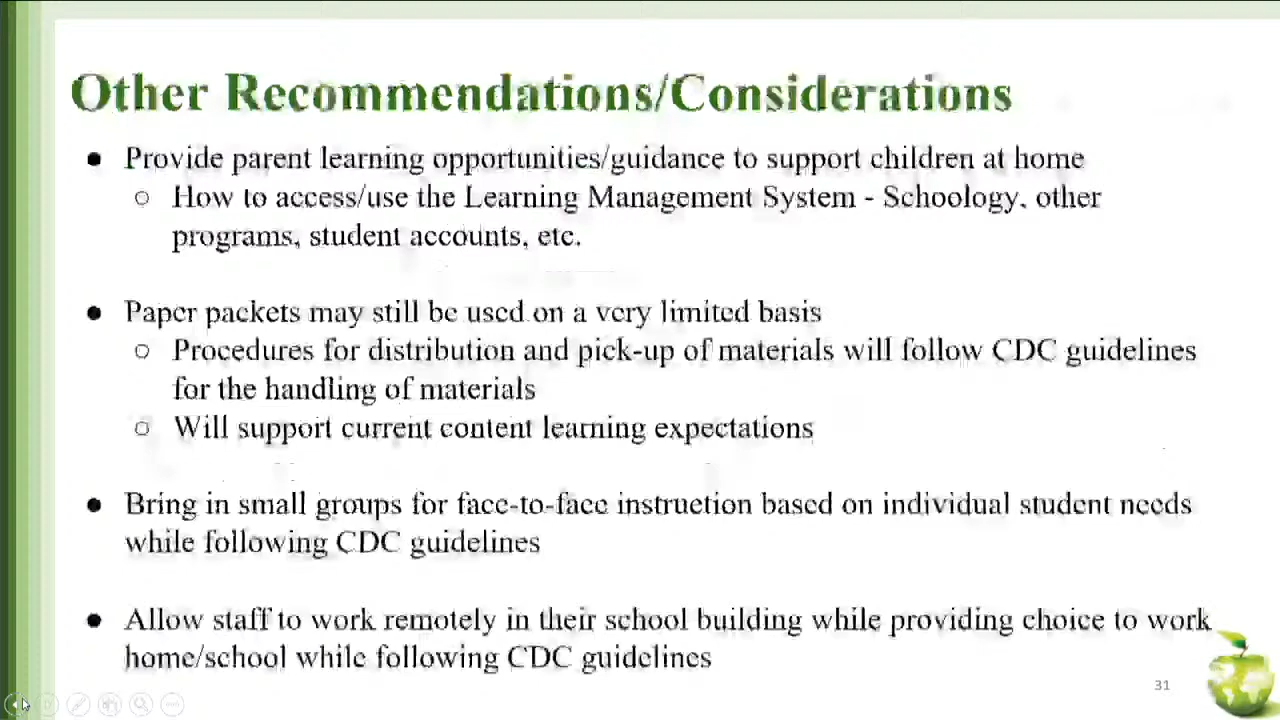 Other Recommendations/Considerations
● Provide parent learning opportunities/guidance to support children at home
○ How to access/use the Learning Management System - Schoology, other
programs, student accounts, etc.
● Paper packets may still be used on a very limited basis
○ Procedures for distribution and pick-up of materials will follow CDC guidelines
for the handling of materials
○ Will support current content learning expectations
● Bring in small groups for face-to-face instruction based on individual student needs
while following CDC guidelines
● Allow staff to work remotely in their school building while providing choice to work
home/school while following CDC guidelines
31